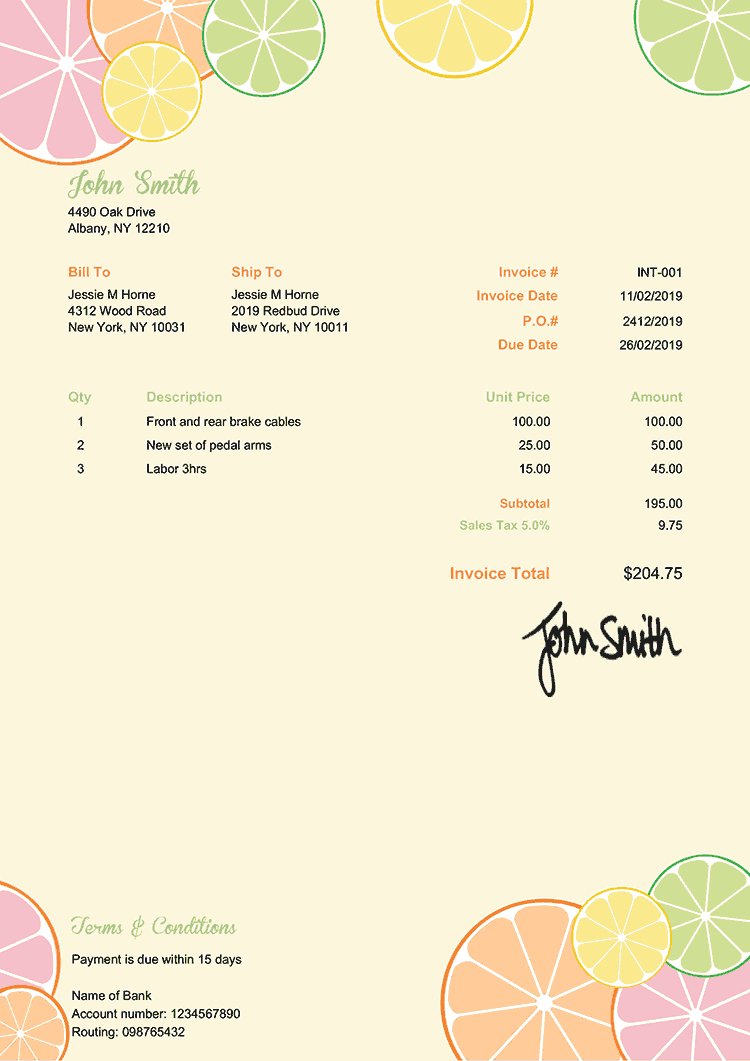 John Smith
4490 Oak Drive
Albany, NY 12210
Bill To
Jessie M Horne
4312 Wood Road
New York, NY 10031
Ship To
Jessie M Horne
2019 Redbud Drive
New York, NY 10011
Invoice # INT-001
Invoice Date 11/02/2019
P.O.# 2412/2019
Due Date 26/02/2019
Qty Description Unit Price Amount
1 Front and rear brake cables 100.00 100.00
2 New set of pedal arms 25.00 50.00
3 Labor 3hrs 15.00 45.00
Subtotal 195.00
Sales Tax 5.0% 9.75
Invoice Total $204.75
John Smith
Terms & Conditions
Payment is due within 15 days
Name of Bank
Account number: 1234567890
Routing: 098765432